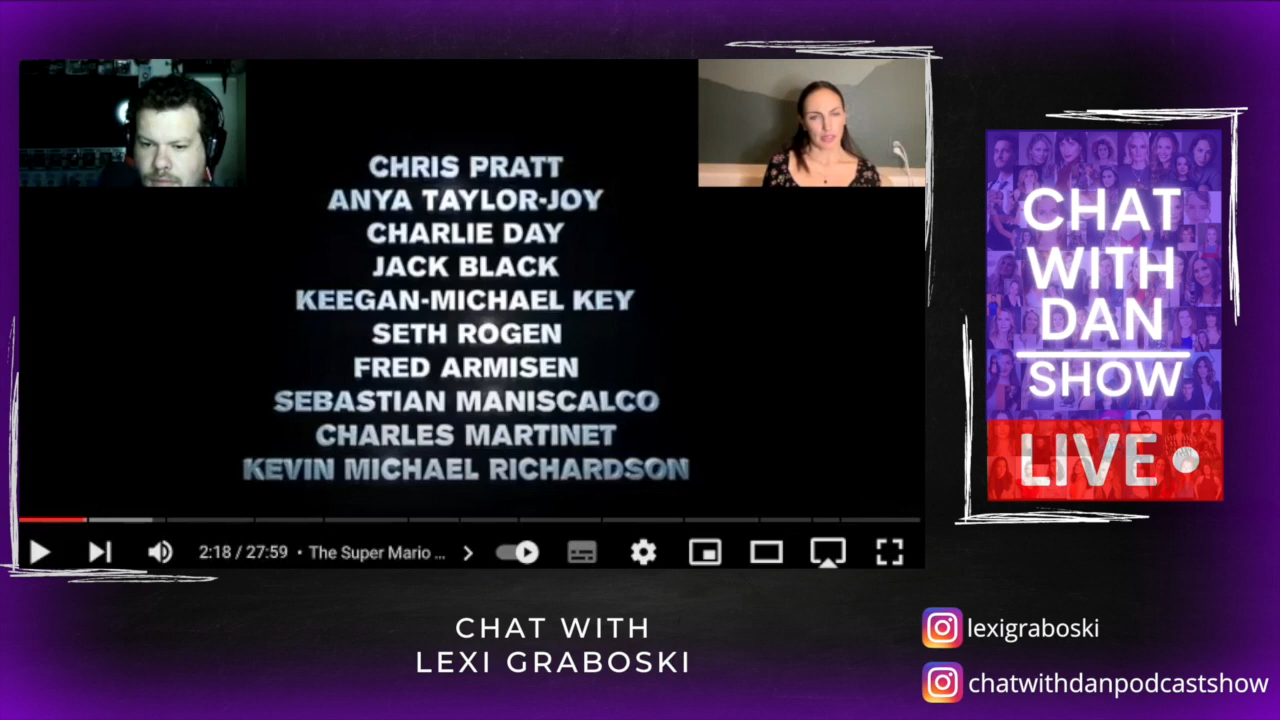 CHRIS PRATT
ANYA TAYLOR-JOY
CHARLIE DAY
JACK BLACK
KEEGAN-MICHAEL KEY
SETH ROGEN
FRED ARMISEN
SEBASTIAN MANISCALCO
CHARLES MARTINET
KEVIN MICHAEL RICHARDSON
2:18 / 27:59 • The Super Mario ...
CHAT
WITH
DAN
SHOW
LIVE
CHAT WITH
LEXI GRABOSKI
lexigraboski
chatwithdanpodcastshow